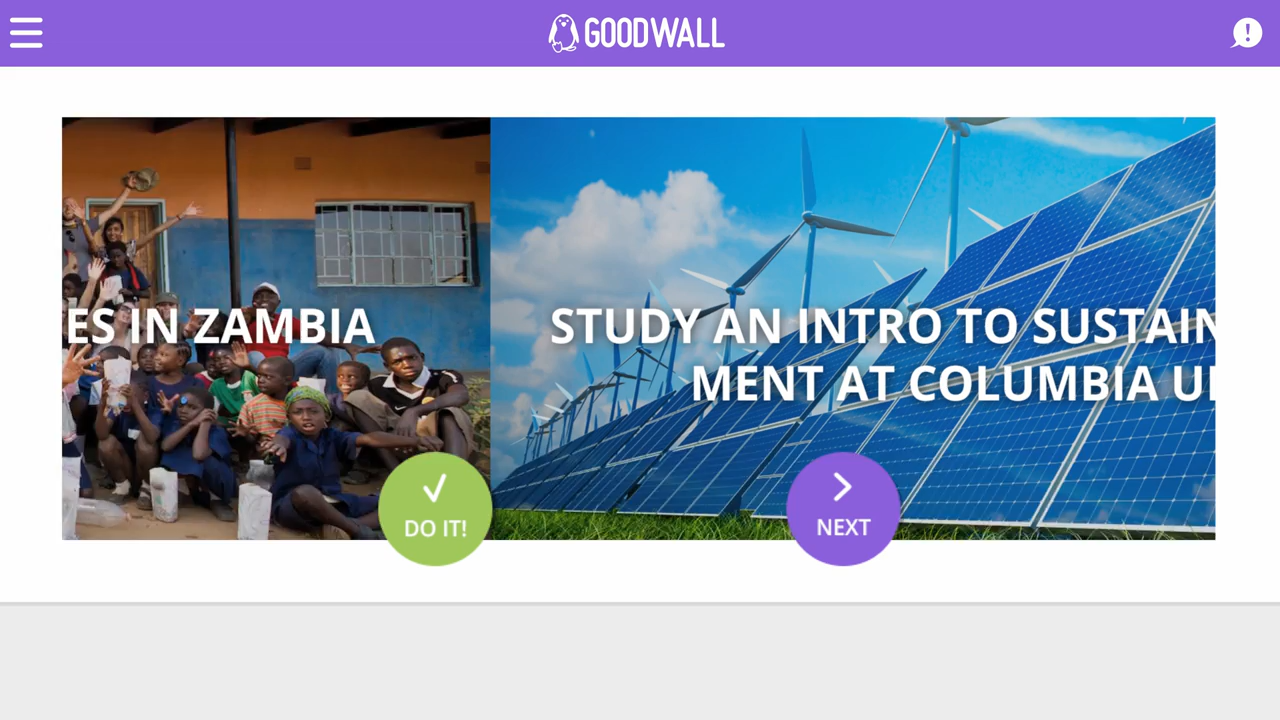 GOODWALL
ES IN ZAMBIA
STUDY AN INTRO TO SUSTAIN
MENT AT COLUMBIA U
DO IT!
NEXT